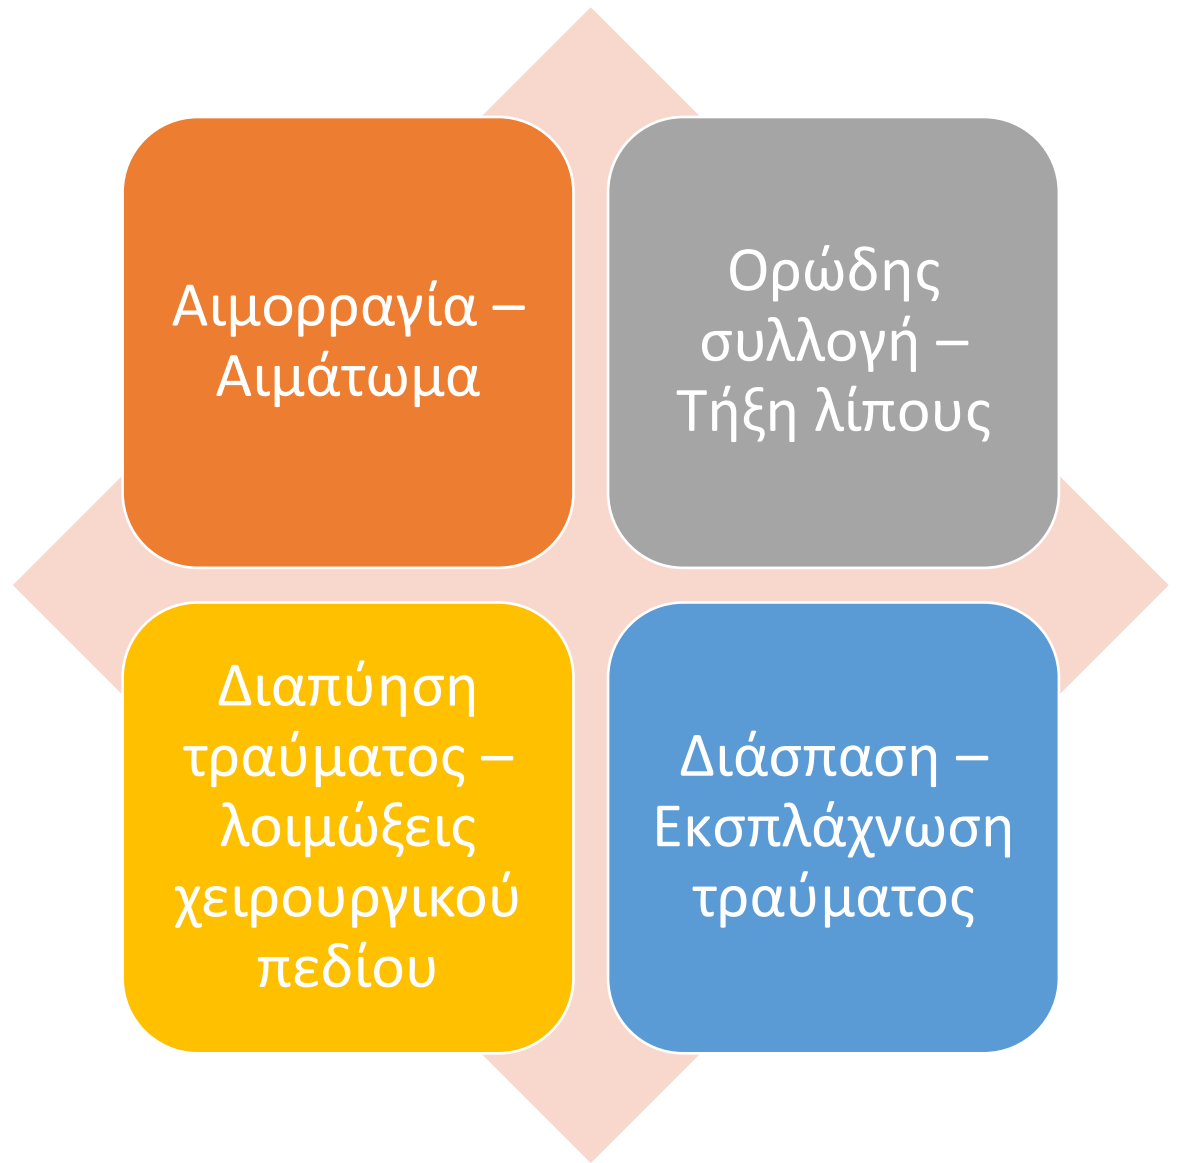 Αιμορραγία –
Αιμάτωμα
Ορώδης
συλλογή –
Τήξη λίπους
Διαπύηση
τραύματος –
λοιμώξεις
χειρουργικού
πεδίου
Διάσπαση –
Εκσπλάχνωση
τραύματος